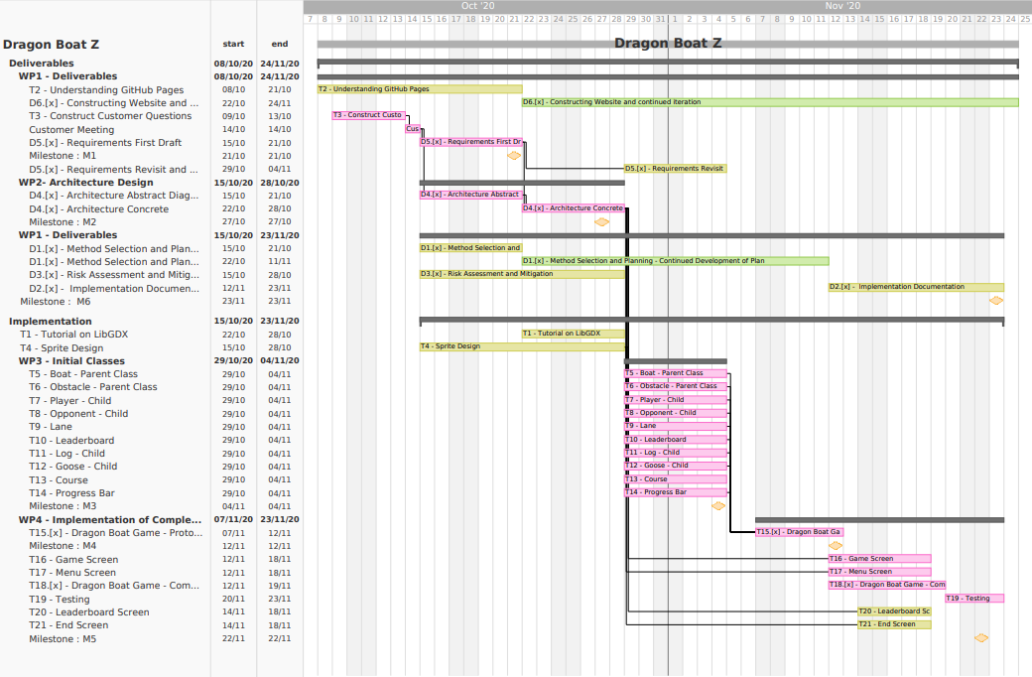 Oct '20 Nov '20
7 8 9 10 11 12 13 14 15 16 17 18 19 20 21 22 23 24 25 26 27 28 29 30 31 1 2 3 4 5 6 7 8 9 10 11 12 13 14 15 16 17 18 19 20 21 22 23 24 25
Dragon Boat Z start end Dragon Boat Z
Deliverables 08/10/20 24/11/20
WP1 - Deliverables 08/10/20 24/11/20
T2 - Understanding GitHub Pages 08/10 21/10 T2 - Understanding GitHub Pages
D6.[x] - Constructing Website and ... 22/10 24/11 D6.[x] - Constructing Website and continued iteration
T3 - Construct Customer Questions 09/10 13/10 T3 - Construct Custo
Customer Meeting 14/10 14/10 Cus
D5.[x] - Requirements First Draft 15/10 21/10 D5.[x] - Requirements First Dr
Milestone : M1 21/10 21/10
D5.[x] - Requirements Revisit and ... 29/10 04/11 D5.[x] - Requirements Revisit
WP2- Architecture Design 15/10/20 28/10/20
D4.[x] - Architecture Abstract Diag... 15/10 21/10 D4.[x] - Architecture Abstract
D4.[x] - Architecture Concrete 22/10 28/10 D4.[x] - Architecture Concrete
Milestone : M2 27/10 27/10
WP1 - Deliverables 15/10/20 23/11/20
D1.[x] - Method Selection and Plan... 15/10 21/10 D1.[x] - Method Selection and
D1.[x] - Method Selection and Plan... 22/10 11/11 D1.[x] - Method Selection and Planning - Continued Development of Plan
D3.[x] - Risk Assessment and Mitig... 15/10 28/10 D3.[x] - Risk Assessment and Mitigation
D2.[x] - Implementation Documen... 12/11 23/11 D2.[x] - Implementation Documentation
Milestone : M6 23/11 23/11
Implementation 15/10/20 23/11/20
T1 - Tutorial on LibGDX 22/10 28/10 T1 - Tutorial on LibGDX
T4 - Sprite Design 15/10 28/10 T4 - Sprite Design
WP3 - Initial Classes 29/10/20 04/11/20
T5 - Boat - Parent Class 29/10 04/11 T5 - Boat - Parent Class
T6 - Obstacle - Parent Class 29/10 04/11 T6 - Obstacle - Parent Class
T7 - Player - Child 29/10 04/11 T7 - Player - Child
T8 - Opponent - Child 29/10 04/11 T8 - Opponent - Child
T9 - Lane 29/10 04/11 T9 - Lane
T10 - Leaderboard 29/10 04/11 T10 - Leaderboard
T11 - Log - Child 29/10 04/11 T11 - Log - Child
T12 - Goose - Child 29/10 04/11 T12 - Goose - Child
T13 - Course 29/10 04/11 T13 - Course
T14 - Progress Bar 29/10 04/11 T14 - Progress Bar
Milestone : M3 04/11 04/11
WP4 - Implementation of Comple... 07/11/20 23/11/20
T15.[x] - Dragon Boat Game - Proto... 07/11 12/11 T15.[x] - Dragon Boat Ga
Milestone : M4 12/11 12/11
T16 - Game Screen 12/11 18/11 T16 - Game Screen
T17 - Menu Screen 12/11 18/11 T17 - Menu Screen
T18.[x] - Dragon Boat Game - Com... 12/11 19/11 T18.[x] - Dragon Boat Game - Com
T19 - Testing 20/11 23/11 T19 - Testing
T20 - Leaderboard Screen 14/11 18/11 T20 - Leaderboard Sc
T21 - End Screen 14/11 18/11 T21 - End Screen
Milestone : M5 22/11 22/11